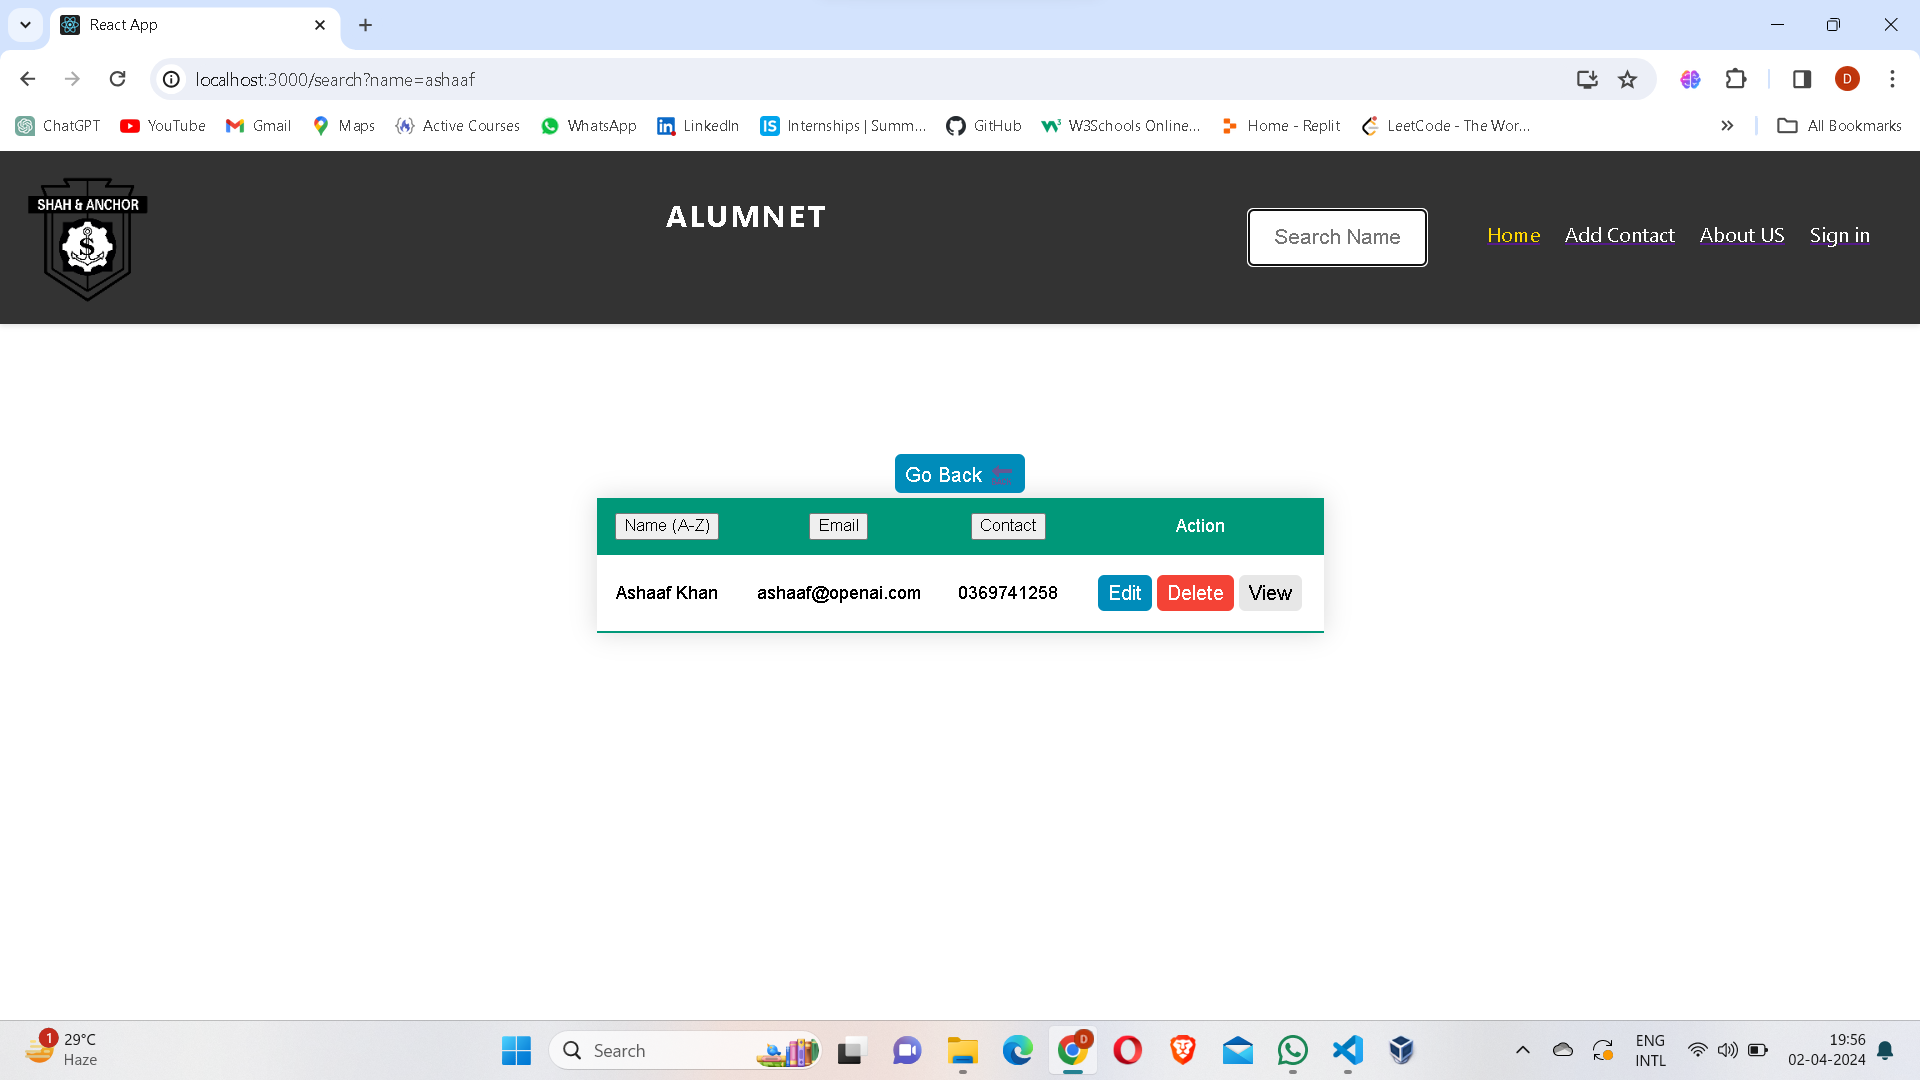 React App
localhost:3000/search?name=ashaaf
D
ChatGPT YouTube Gmail Maps Active Courses WhatsApp LinkedIn Internships | Summ... GitHub W3Schools Online... Home - Replit LeetCode - The Wor... » All Bookmarks
SHAH & ANCHOR
S
ALUMNET
Search Name
Home Add Contact About US Sign in
Go Back
Name (A-Z) Email Contact Action
Ashaaf Khan ashaaf@openai.com 0369741258 Edit Delete View
1
29°C
Haze
Search
D
ENG
INTL
19:56
02-04-2024